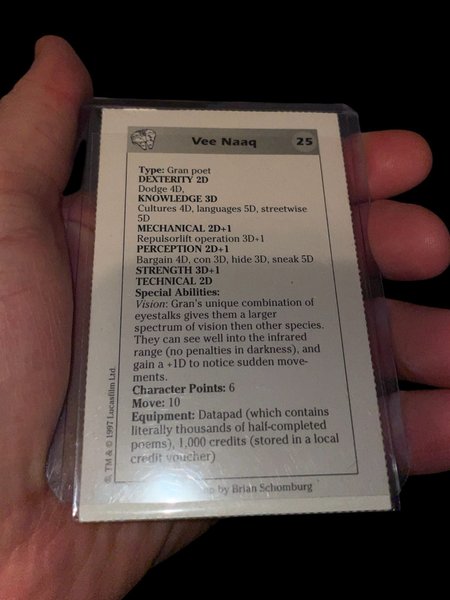 Vee Naaq 25
Type: Gran poet
DEXTERITY 2D
Dodge 4D,
KNOWLEDGE 3D
Cultures 4D, languages 5D, streetwise
5D
MECHANICAL 2D+1
Repulsorlift operation 3D+1
PERCEPTION 2D+1
Bargain 4D, con 3D, hide 3D, sneak 5D
STRENGTH 3D+1
TECHNICAL 2D
Special Abilities:
Vision: Gran's unique combination of
eyestalks gives them a larger
spectrum of vision then other species.
They can see well into the infrared
range (no penalties in darkness), and
gain a +1D to notice sudden move-
ments.
Character Points: 6
Move: 10
Equipment: Datapad (which contains
literally thousands of half-completed
poems), 1,000 credits (stored in a local
credit voucher)
by Brian Schomburg
®, TM & © 1997 Lucasfilm Ltd.